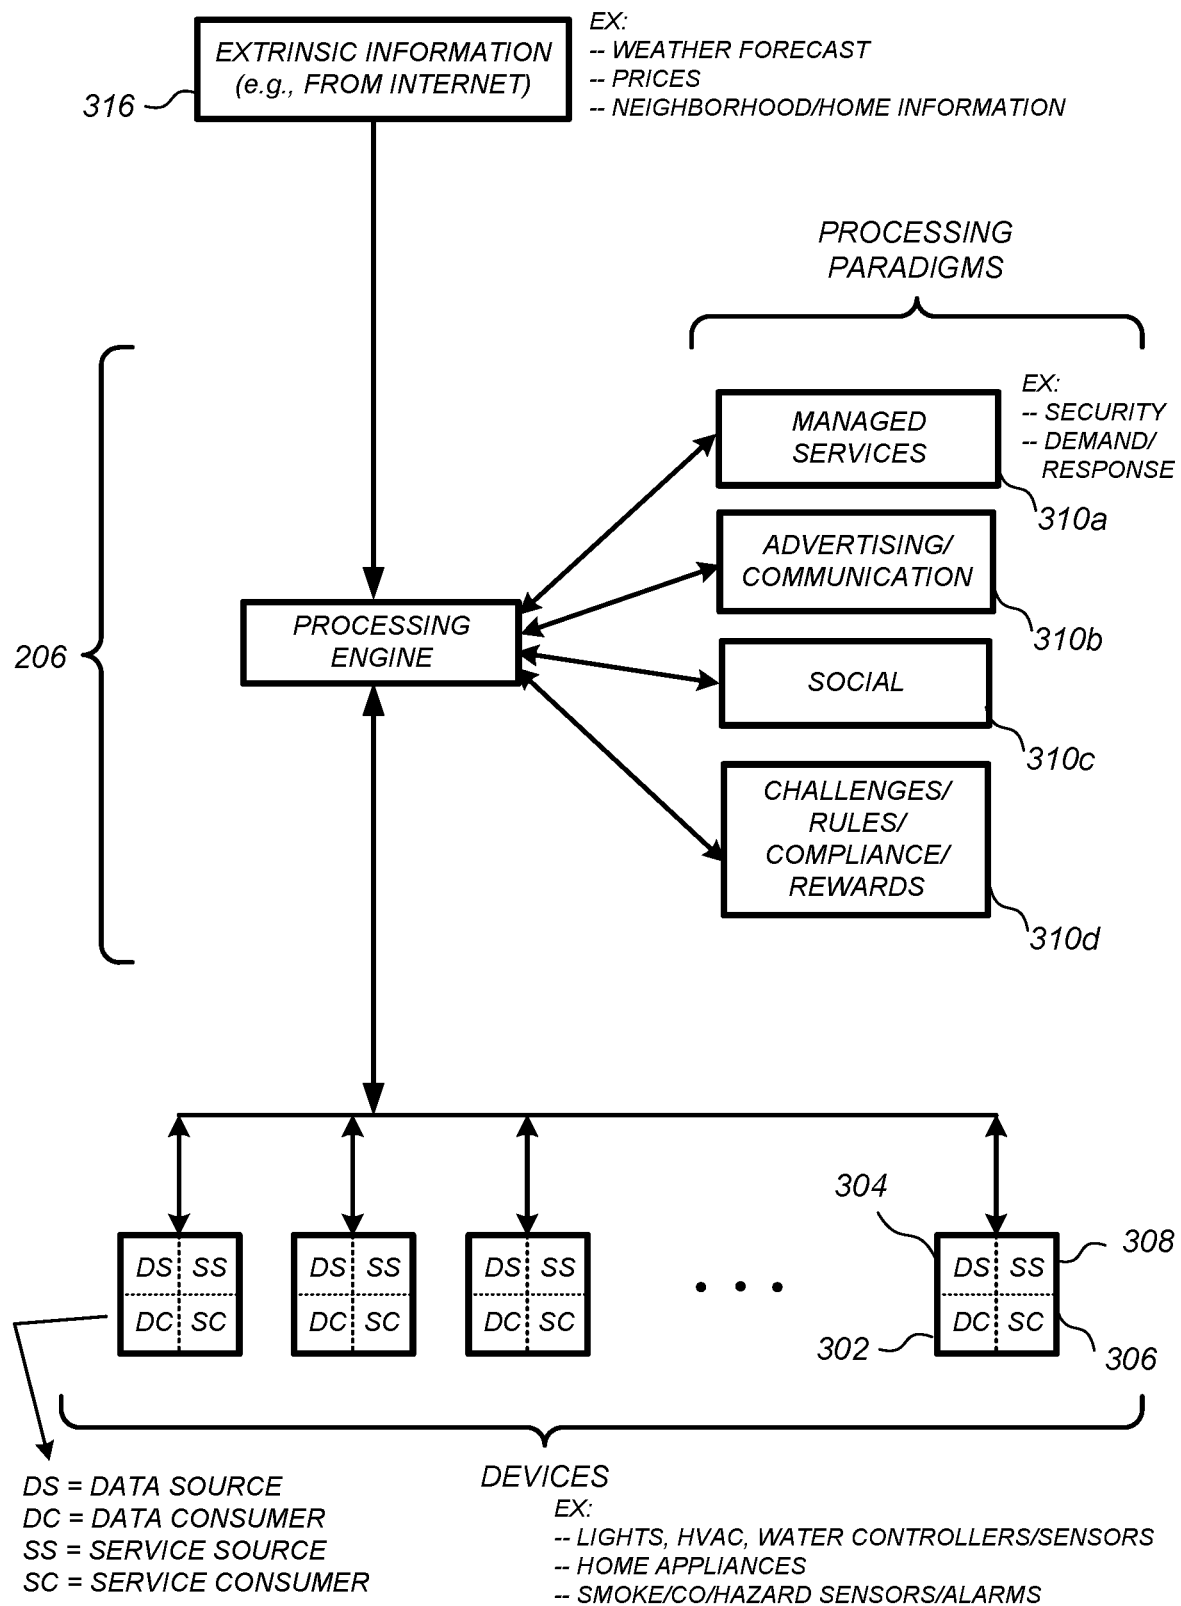 EXTRINSIC INFORMATION
(e.g., FROM INTERNET)
316
EX:
-- WEATHER FORECAST
-- PRICES
-- NEIGHBORHOOD/HOME INFORMATION
PROCESSING
PARADIGMS
206
MANAGED
SERVICES
EX:
-- SECURITY
-- DEMAND/
RESPONSE
310a
ADVERTISING/
COMMUNICATION
310b
PROCESSING
ENGINE
SOCIAL
310c
CHALLENGES/
RULES/
COMPLIANCE/
REWARDS
310d
304
308
DS SS
DC SC
DS SS
DC SC
DS SS
DC SC
• • •
DS SS
DC SC
302
306
DS = DATA SOURCE
DC = DATA CONSUMER
SS = SERVICE SOURCE
SC = SERVICE CONSUMER
DEVICES
EX:
-- LIGHTS, HVAC, WATER CONTROLLERS/SENSORS
-- HOME APPLIANCES
-- SMOKE/CO/HAZARD SENSORS/ALARMS